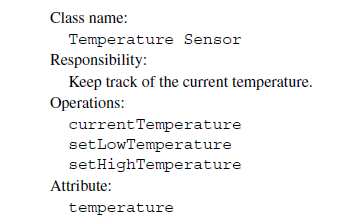 Class name:
Temperature Sensor
Responsibility:
Keep track of the current temperature.
Operations:
currentTemperature
setLowTemperature
setHighTemperature
Attribute:
temperature